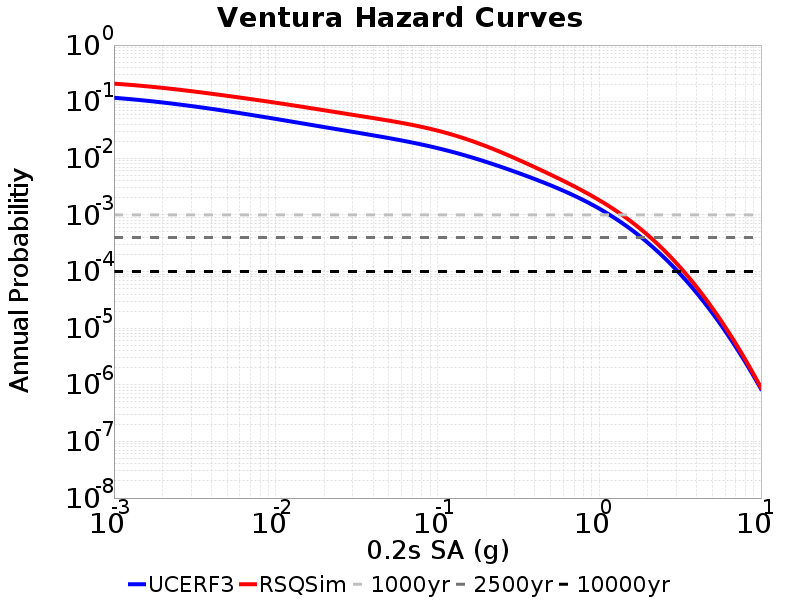 Ventura Hazard Curves
10^0
10^-1
10^-2
10^-3
10^-4
10^-5
10^-6
10^-7
10^-8
Annual Probabilitiy
10^-3 10^-2 10^-1 10^0 10^1
0.2s SA (g)
UCERF3 RSQSim 1000yr 2500yr 10000yr